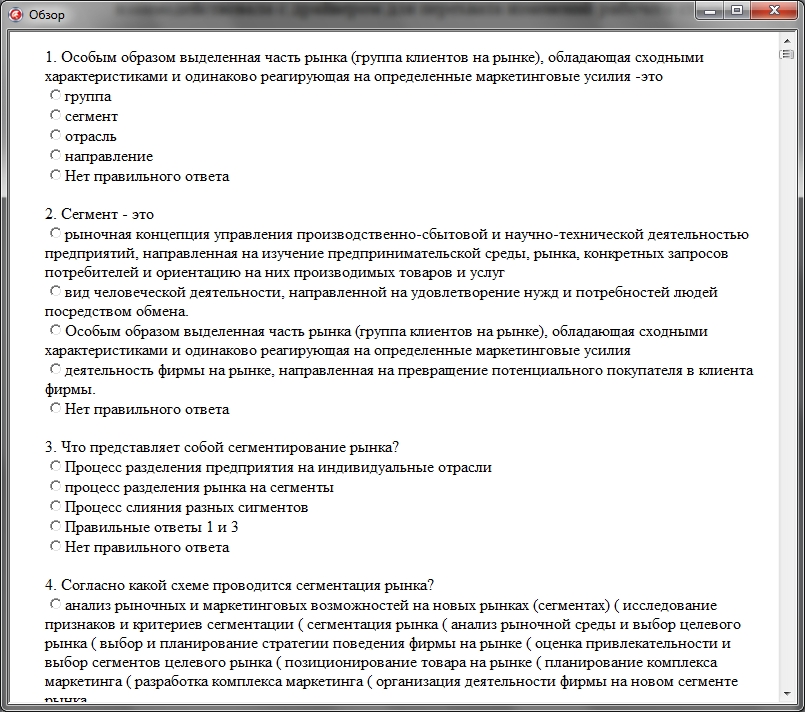 Обзор
1. Особым образом выделенная часть рынка (группа клиентов на рынке), обладающая сходными
характеристиками и одинаково реагирующая на определенные маркетинговые усилия -это
группа
сегмент
отрасль
направление
Нет правильного ответа
2. Сегмент - это
рыночная концепция управления производственно-сбытовой и научно-технической деятельностью
предприятий, направленная на изучение предпринимательской среды, рынка, конкретных запросов
потребителей и ориентацию на них производимых товаров и услуг
вид человеческой деятельности, направленной на удовлетворение нужд и потребностей людей
посредством обмена.
Особым образом выделенная часть рынка (группа клиентов на рынке), обладающая сходными
характеристиками и одинаково реагирующая на определенные маркетинговые усилия
деятельность фирмы на рынке, направленная на превращение потенциального покупателя в клиента
фирмы.
Нет правильного ответа
3. Что представляет собой сегментирование рынка?
Процесс разделения предприятия на индивидуальные отрасли
процесс разделения рынка на сегменты
Процесс слияния разных сигментов
Правильные ответы 1 и 3
Нет правильного ответа
4. Согласно какой схеме проводится сегментация рынка?
анализ рыночных и маркетинговых возможностей на новых рынках (сегментах) ( исследование
признаков и критериев сегментации ( сегментация рынка ( анализ рыночной среды и выбор целевого
рынка ( выбор и планирование стратегии поведения фирмы на рынке ( оценка привлекательности и
выбор сегментов целевого рынка ( позиционирование товара на рынке ( планирование комплекса
маркетинга ( разработка комплекса маркетинга ( организация деятельности фирмы на новом сегменте
рынка